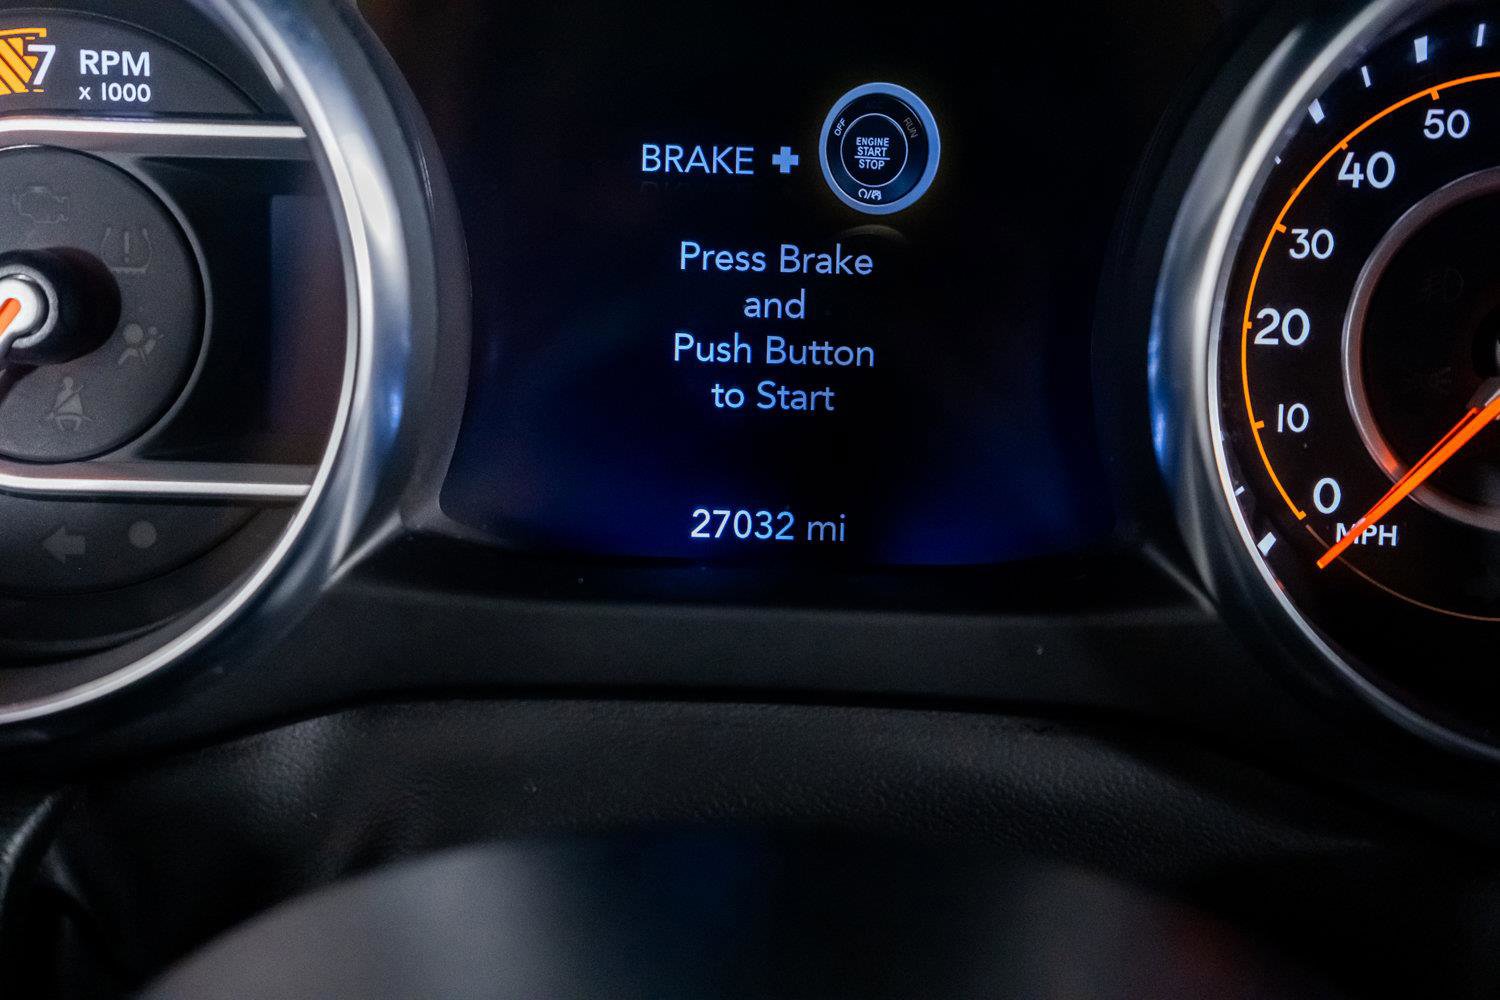 7
RPM
x 1000
BRAKE +
OFF
RUN
ENGINE
START
STOP
Press Brake
and
Push Button
to Start
27032 mi
50
40
30
20
10
0
MPH